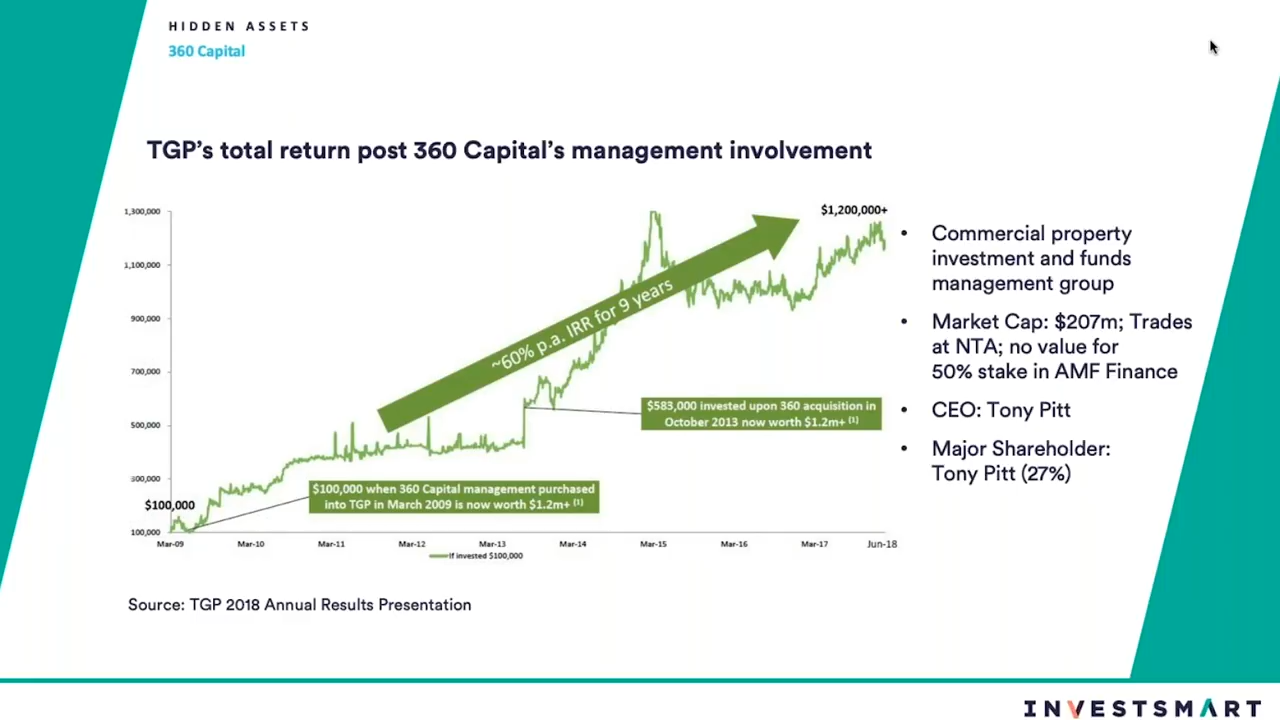 HIDDEN ASSETS
360 Capital
TGP's total return post 360 Capital's management involvement
1,300,000
1,100,000
900,000
700,000
500,000
300,000
100,000
$100,000
$1,200,000+
~60% p.a. IRR for 9 years
$583,000 invested upon 360 acquisition in
October 2013 now worth $1.2m+ (1)
$100,000 when 360 Capital management purchased
into TGP in March 2009 is now worth $1.2m+ (1)
Mar-09 Mar-10 Mar-11 Mar-12 Mar-13 Mar-14 Mar-15 Mar-16 Mar-17 Jun-18
If invested $100,000
• Commercial property
investment and funds
management group
• Market Cap: $207m; Trades
at NTA; no value for
50% stake in AMF Finance
• CEO: Tony Pitt
• Major Shareholder:
Tony Pitt (27%)
Source: TGP 2018 Annual Results Presentation
INVESTSMART